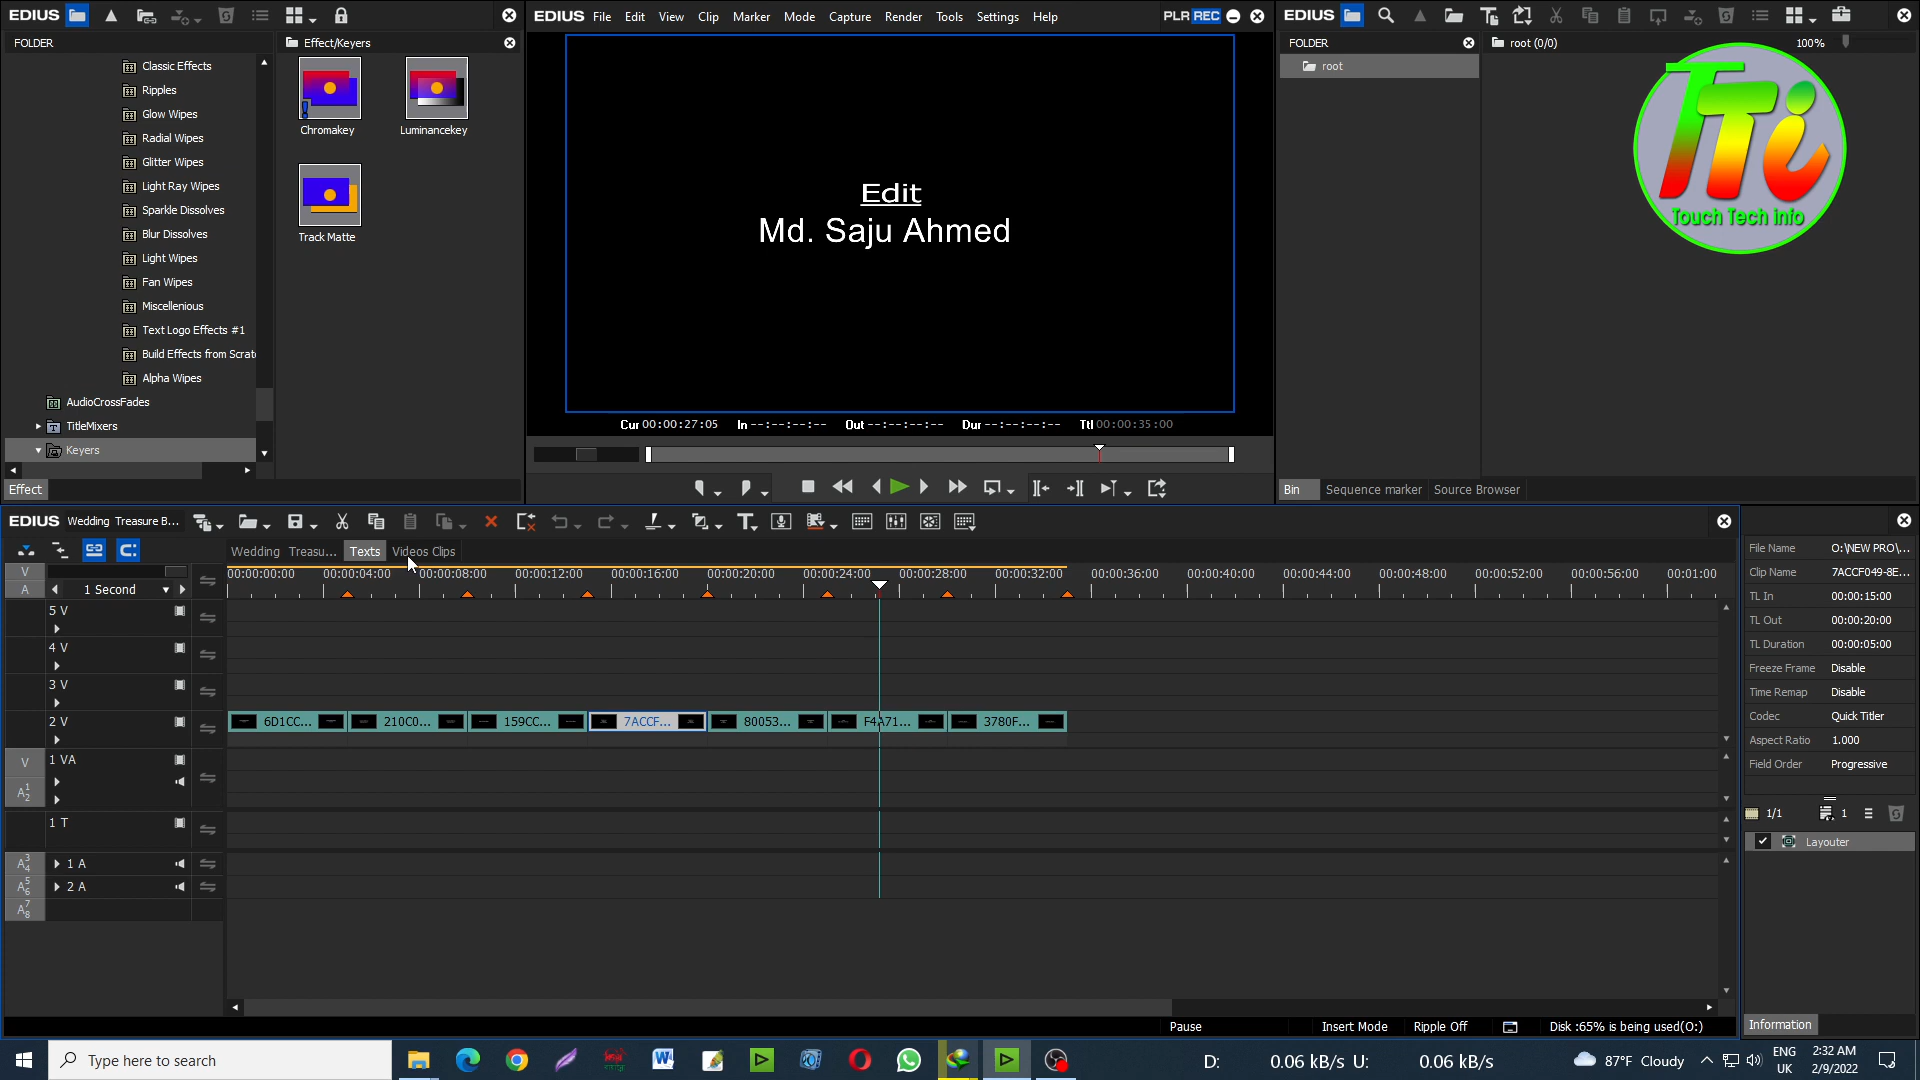 EDIUS
FOLDER
Classic Effects
Ripples
Glow Wipes
Radial Wipes
Glitter Wipes
Light Ray Wipes
Sparkle Dissolves
Blur Dissolves
Light Wipes
Fan Wipes
Miscellenious
Text Logo Effects #1
Build Effects from Scrat
Alpha Wipes
AudioCrossFades
TitleMixers
Keyers
Effect
Effect/Keyers
Chromakey
Luminancekey
Track Matte
EDIUS File Edit View Clip Marker Mode Capture Render Tools Settings Help
PLR REC
Edit
Md. Saju Ahmed
Cur 00:00:27:05 In --:--:--:-- Out --:--:--:-- Dur --:--:--:-- Ttl 00:00:35:00
EDIUS
FOLDER
root (0/0)
100%
root
TTi
Touch Tech info
Bin Sequence marker Source Browser
EDIUS Wedding Treasure B...
Wedding Treasu... Texts Videos Clips
00:00:00:00 00:00:04:00 00:00:08:00 00:00:12:00 00:00:16:00 00:00:20:00 00:00:24:00 00:00:28:00 00:00:32:00 00:00:36:00 00:00:40:00 00:00:44:00 00:00:48:00 00:00:52:00 00:00:56:00 00:01:00
V
A
1 Second
5 V
4 V
3 V
2 V
6D1CC... 210C0... 159CC... 7ACCF... 80053... F4A71... 3780F...
V
1 VA
A 1 2
1 T
A 3 4
1 A
A 5 6
2 A
A 7 8
Pause
Insert Mode
Ripple Off
Disk :65% is being used(O:)
File Name O:\NEW PRO\...
Clip Name 7ACCF049-8E...
TL In 00:00:15:00
TL Out 00:00:20:00
TL Duration 00:00:05:00
Freeze Frame Disable
Time Remap Disable
Codec Quick Titler
Aspect Ratio 1.000
Field Order Progressive
1/1
1
Layouter
Information
Type here to search
D: 0.06 kB/s U: 0.06 kB/s
87°F Cloudy
ENG
UK
2:32 AM
2/9/2022